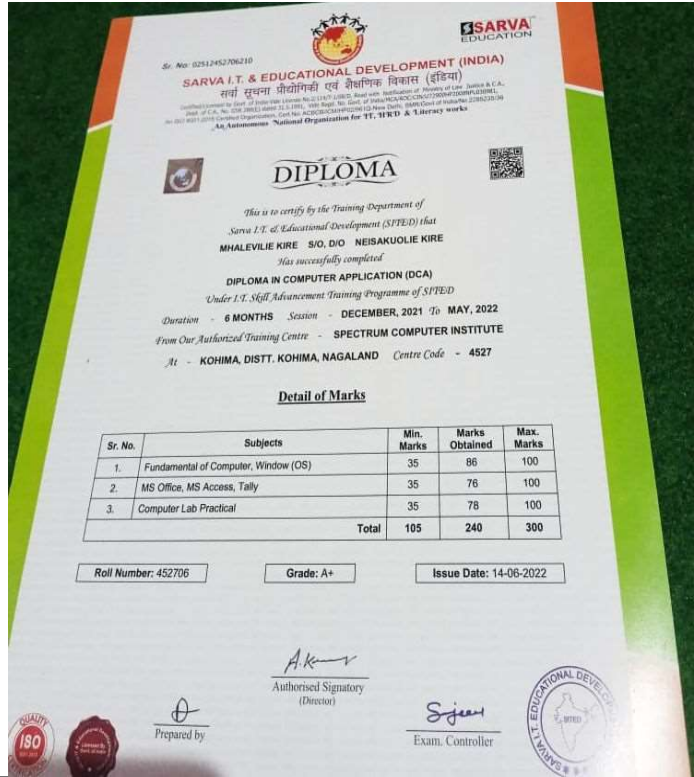 SARVA
EDUCATION
Sr. No: 02512452706210
SARVA I.T. & EDUCATIONAL DEVELOPMENT (INDIA)
सर्वा सूचना प्रौद्योगिकी एवं शैक्षणिक विकास (इंडिया)
An Autonomous National Organization for IT, HRD & Literacy works
DIPLOMA
This is to certify by the Training Department of
Sarva I.T. & Educational Development (SITED) that
MHALEVILIE KIRE S/O, D/O NEISAKUOLIE KIRE
Has successfully completed
DIPLOMA IN COMPUTER APPLICATION (DCA)
Under I.T. Skill Advancement Training Programme of SITED
Duration - 6 MONTHS Session - DECEMBER, 2021 To MAY, 2022
From Our Authorized Training Centre - SPECTRUM COMPUTER INSTITUTE
At - KOHIMA, DISTT. KOHIMA, NAGALAND Centre Code - 4527
Detail of Marks
Sr. No. Subjects Min. Marks Marks Obtained Max. Marks
1. Fundamental of Computer, Window (OS) 35 86 100
2. MS Office, MS Access, Tally 35 76 100
3. Computer Lab Practical 35 78 100
Total 105 240 300
Roll Number: 452706 Grade: A+ Issue Date: 14-06-2022
Authorised Signatory
(Director)
Prepared by
Exam. Controller
QUALITY
ISO
SARVA I.T. EDUCATIONAL
SITED